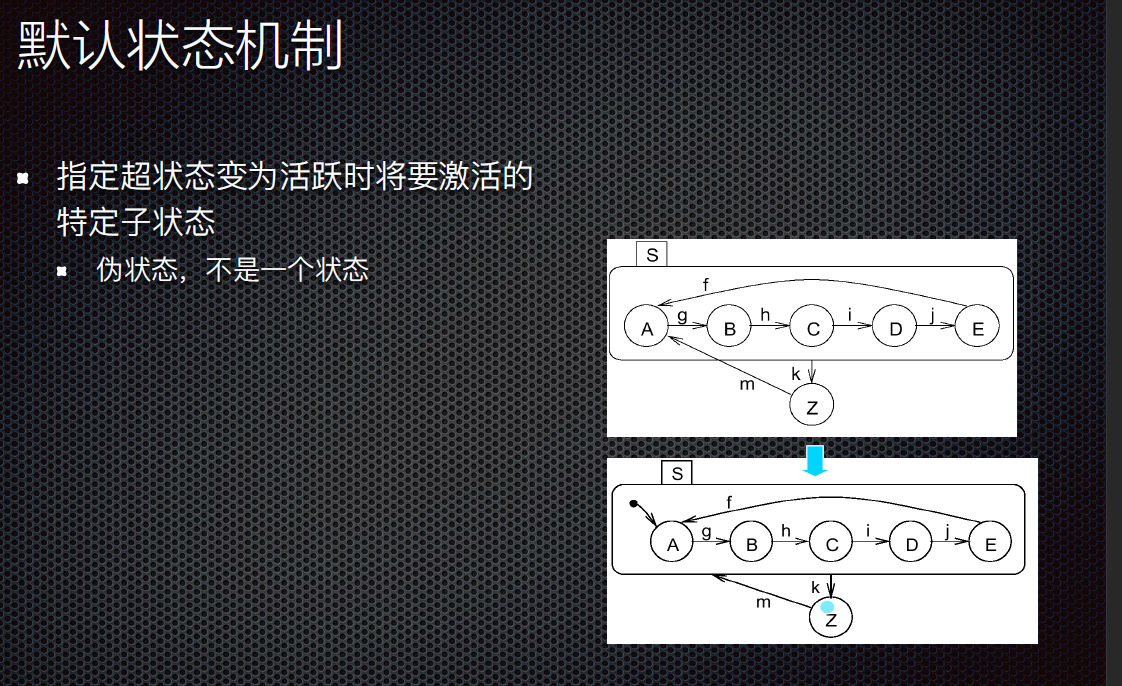 默认状态机制
指定超状态变为活跃时将要激活的
特定子状态
伪状态，不是一个状态
S
f
A g B h C i D j E
m k
Z
S
f
A g B h C i D j E
m k
Z